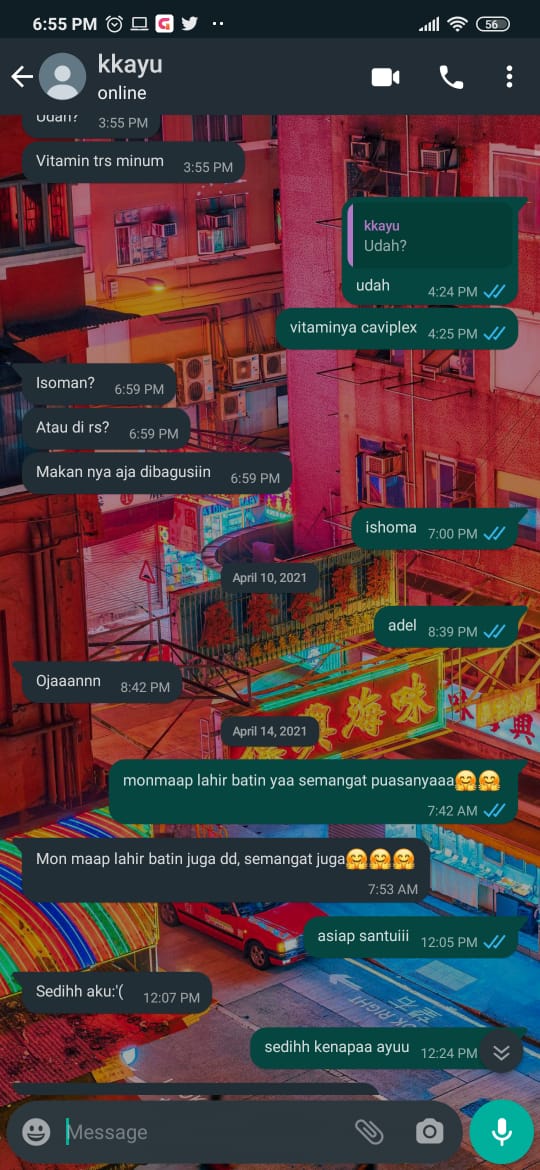 6:55 PM
56
kkayu
online
Udah?
3:55 PM
Vitamin trs minum
3:55 PM
kkayu
Udah?
udah
4:24 PM
vitaminya caviplex
4:25 PM
Isoman?
6:59 PM
Atau di rs?
6:59 PM
Makan nya aja dibagusiin
6:59 PM
ishoma
7:00 PM
April 10, 2021
adel
8:39 PM
Ojaaannn
8:42 PM
April 14, 2021
海味
monmaap lahir batin yaa semangat puasanyaaa🤗🤗
7:42 AM
Mon maap lahir batin juga dd, semangat juga🤗🤗🤗
7:53 AM
asiap santuiii
12:05 PM
Sedihh aku:'(
12:07 PM
sedihh kenapaa ayuu
12:24 PM
Message